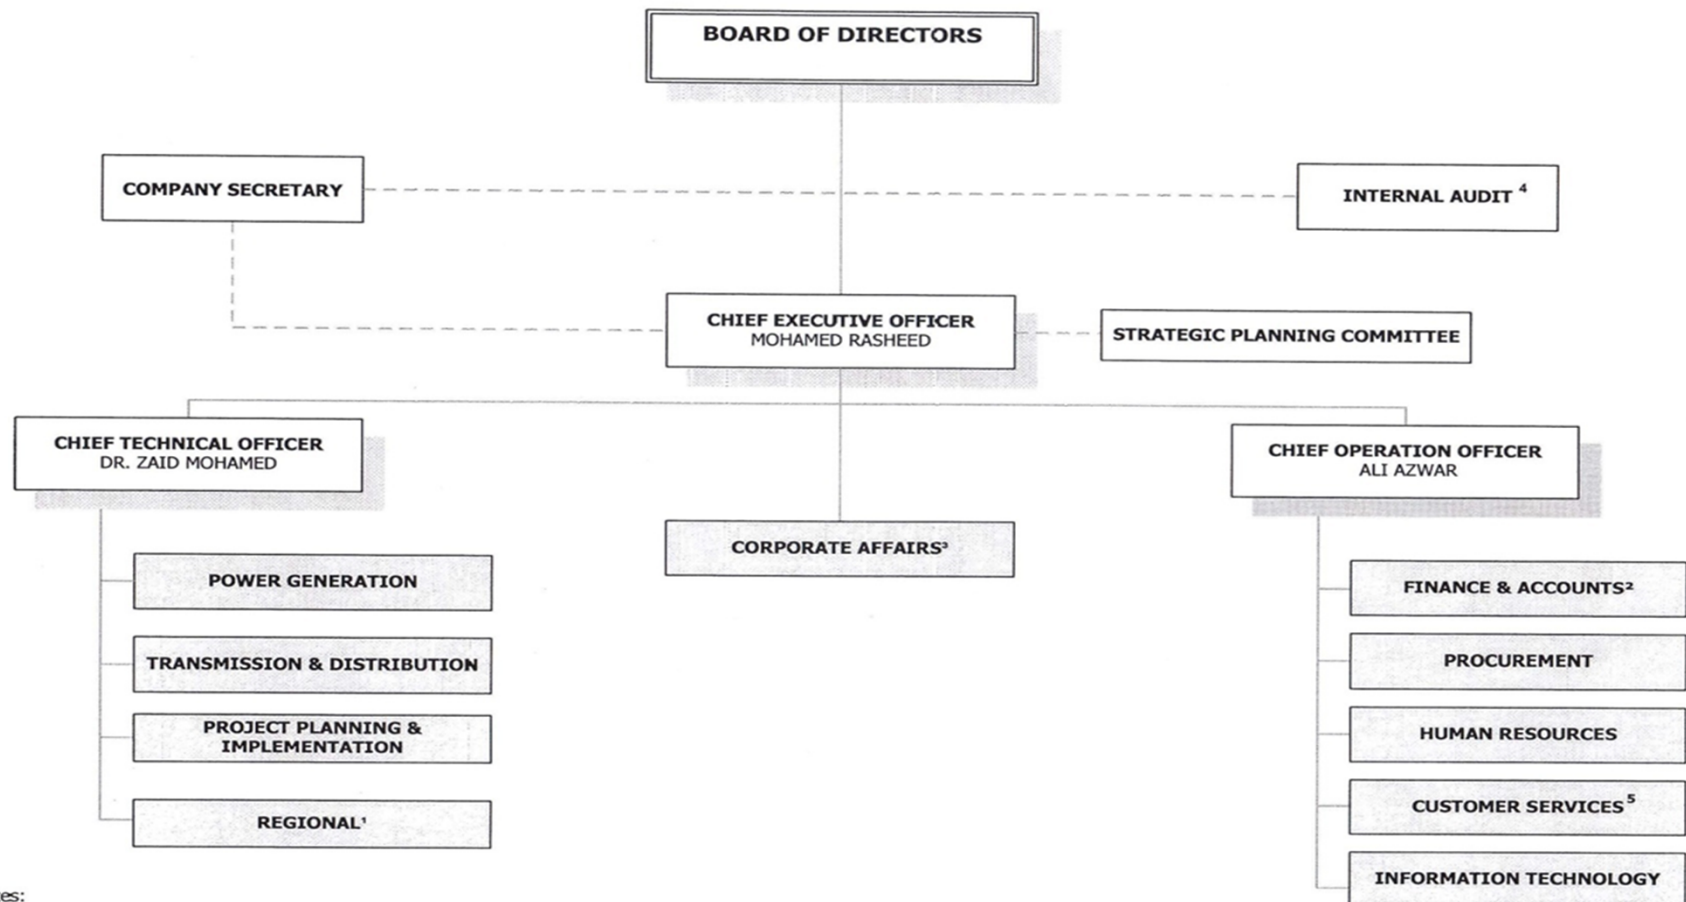 BOARD OF DIRECTORS
COMPANY SECRETARY
INTERNAL AUDIT 4
CHIEF EXECUTIVE OFFICER
MOHAMED RASHEED
STRATEGIC PLANNING COMMITTEE
CHIEF TECHNICAL OFFICER
DR. ZAID MOHAMED
CHIEF OPERATION OFFICER
ALI AZWAR
CORPORATE AFFAIRS³
POWER GENERATION
TRANSMISSION & DISTRIBUTION
PROJECT PLANNING &
IMPLEMENTATION
REGIONAL¹
FINANCE & ACCOUNTS²
PROCUREMENT
HUMAN RESOURCES
CUSTOMER SERVICES 5
INFORMATION TECHNOLOGY